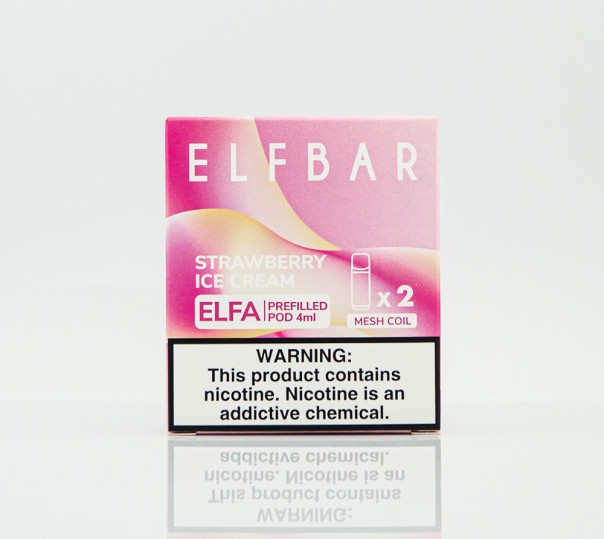 ELFBAR
STRAWBERRY
ICE CREAM
x 2
ELFA PREFILLED
POD 4ml
MESH COIL
WARNING:
This product contains
nicotine. Nicotine is an
addictive chemical.